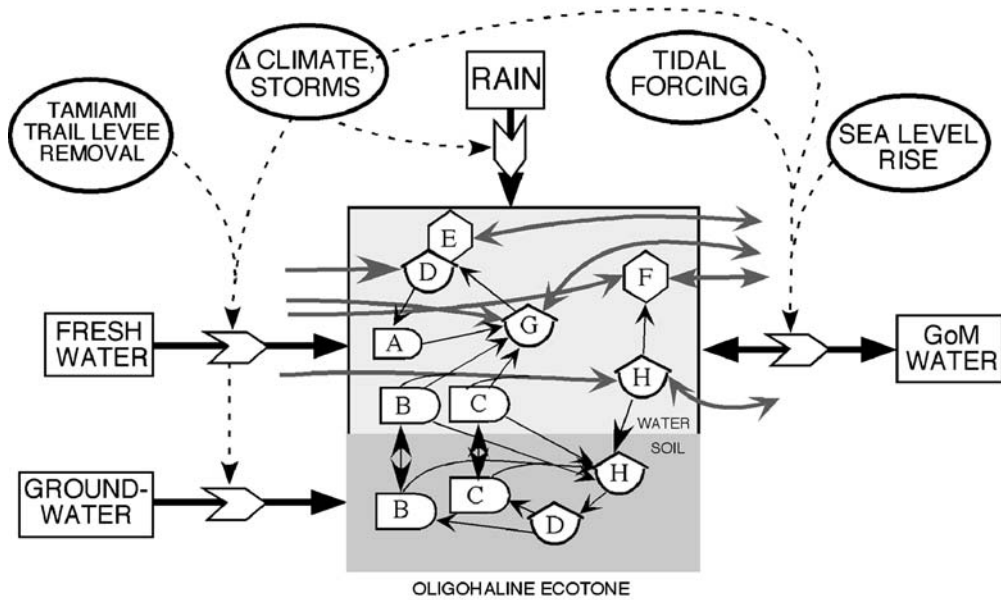 Δ CLIMATE,
STORMS
RAIN
TIDAL
FORCING
TAMIAMI
TRAIL LEVEE
REMOVAL
SEA LEVEL
RISE
E
D
F
G
A
FRESH
WATER
GoM
WATER
H
B
C
WATER
SOIL
H
GROUND-
WATER
B
C
D
OLIGOHALINE ECOTONE